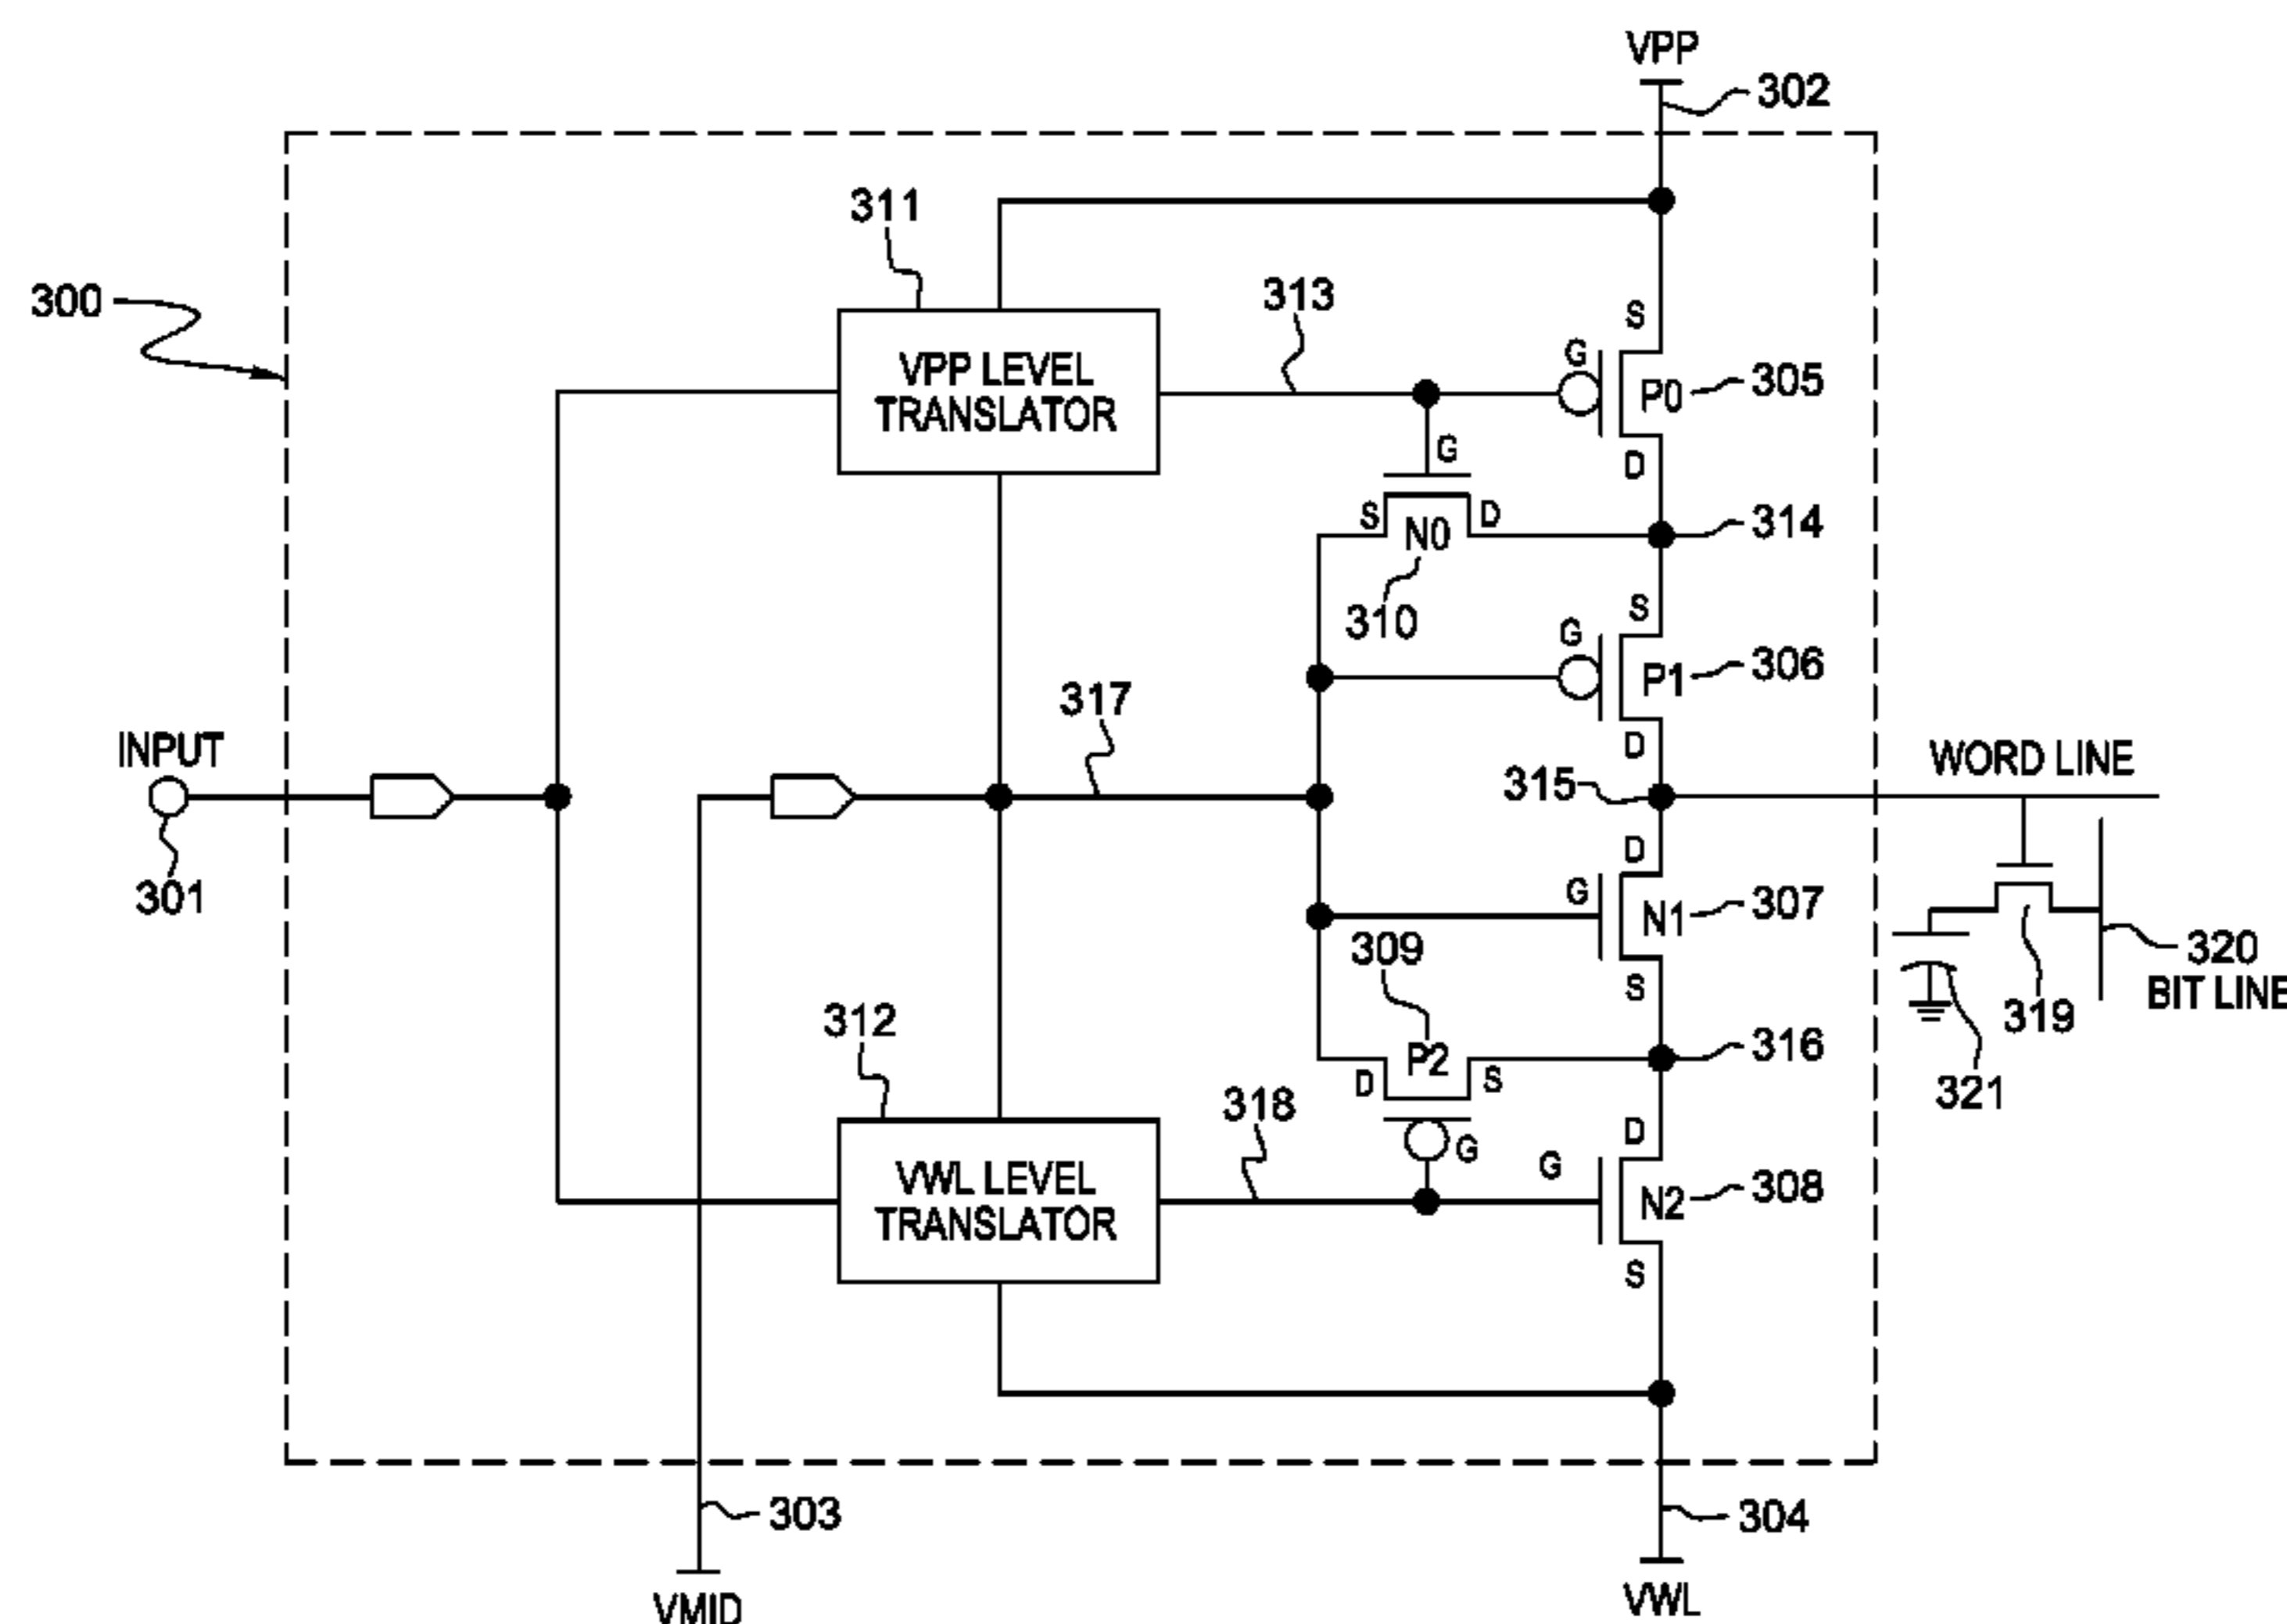 VPP
302
311
313
300
S
G
VPP LEVEL
TRANSLATOR
P0
305
G
D
S
D
314
N0
310
S
G
306
P1
317
INPUT
D
WORD LINE
315
D
301
G
N1
307
309
320
BIT LINE
S
319
312
P2
316
D
S
321
318
G
D
VWL LEVEL
TRANSLATOR
G
N2
308
S
303
304
VMID
VWL